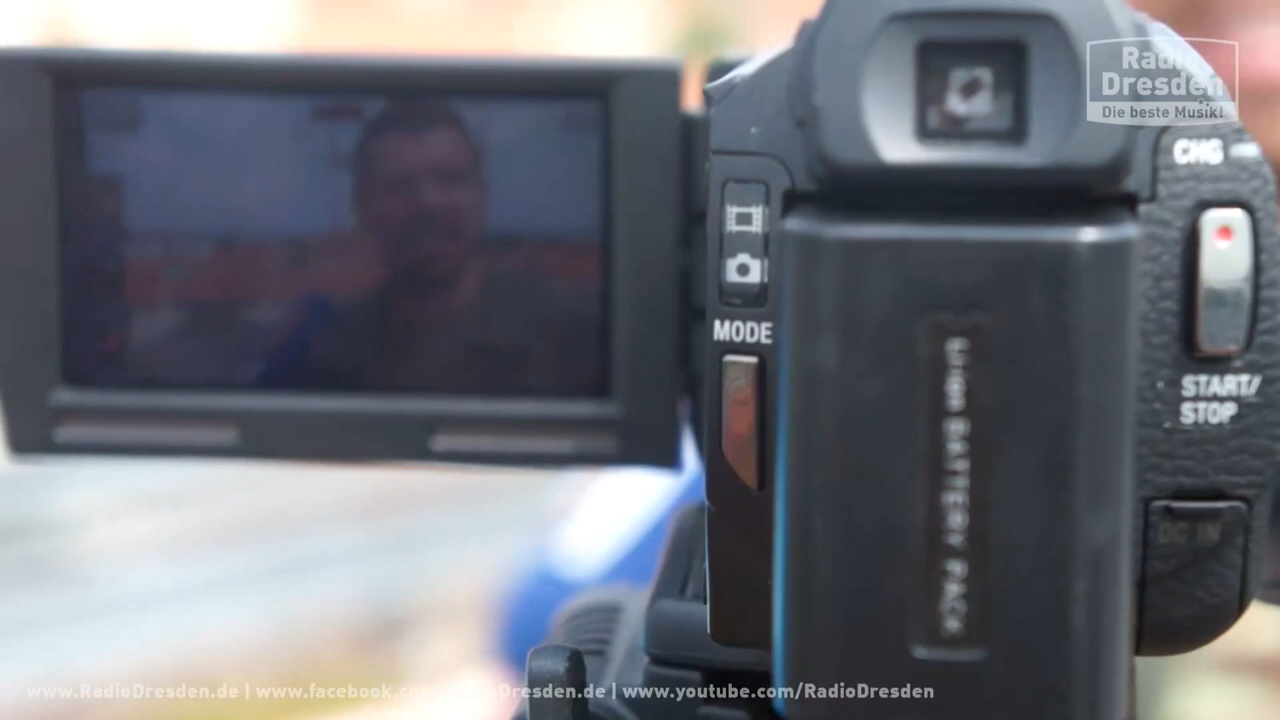 Radio
Dresden
Die beste Musik!
CHG
MODE
START/
STOP
Li-ion BATTERY PACK
DC IN
www.RadioDresden.de | www.facebook.com/RadioDresden.de | www.youtube.com/RadioDresden